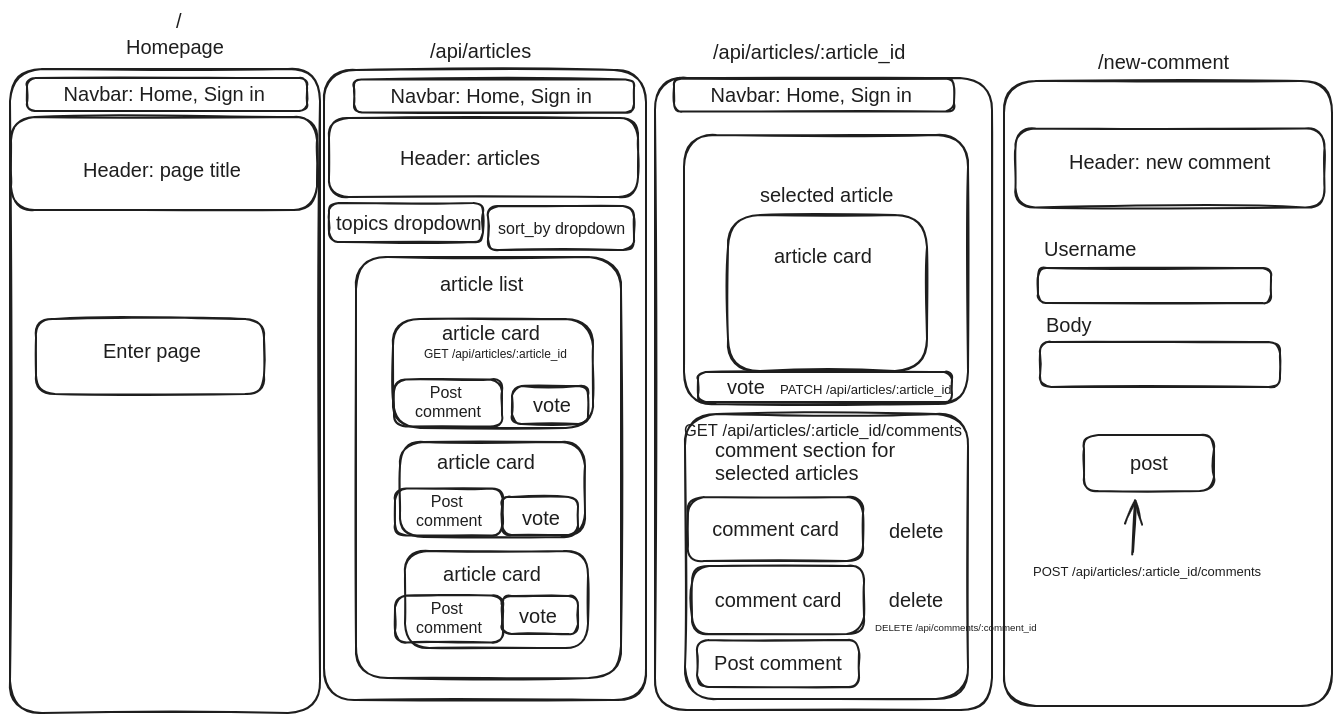 /
Homepage
Navbar: Home, Sign in
Header: page title
Enter page
/api/articles
Navbar: Home, Sign in
Header: articles
topics dropdown
sort_by dropdown
article list
article card
GET /api/articles/:article_id
Post
comment
vote
article card
Post
comment
vote
article card
Post
comment
vote
/api/articles/:article_id
Navbar: Home, Sign in
selected article
article card
vote
PATCH /api/articles/:article_id
GET /api/articles/:article_id/comments
comment section for
selected articles
comment card
delete
comment card
delete
DELETE /api/comments/:comment_id
Post comment
/new-comment
Header: new comment
Username
Body
post
POST /api/articles/:article_id/comments